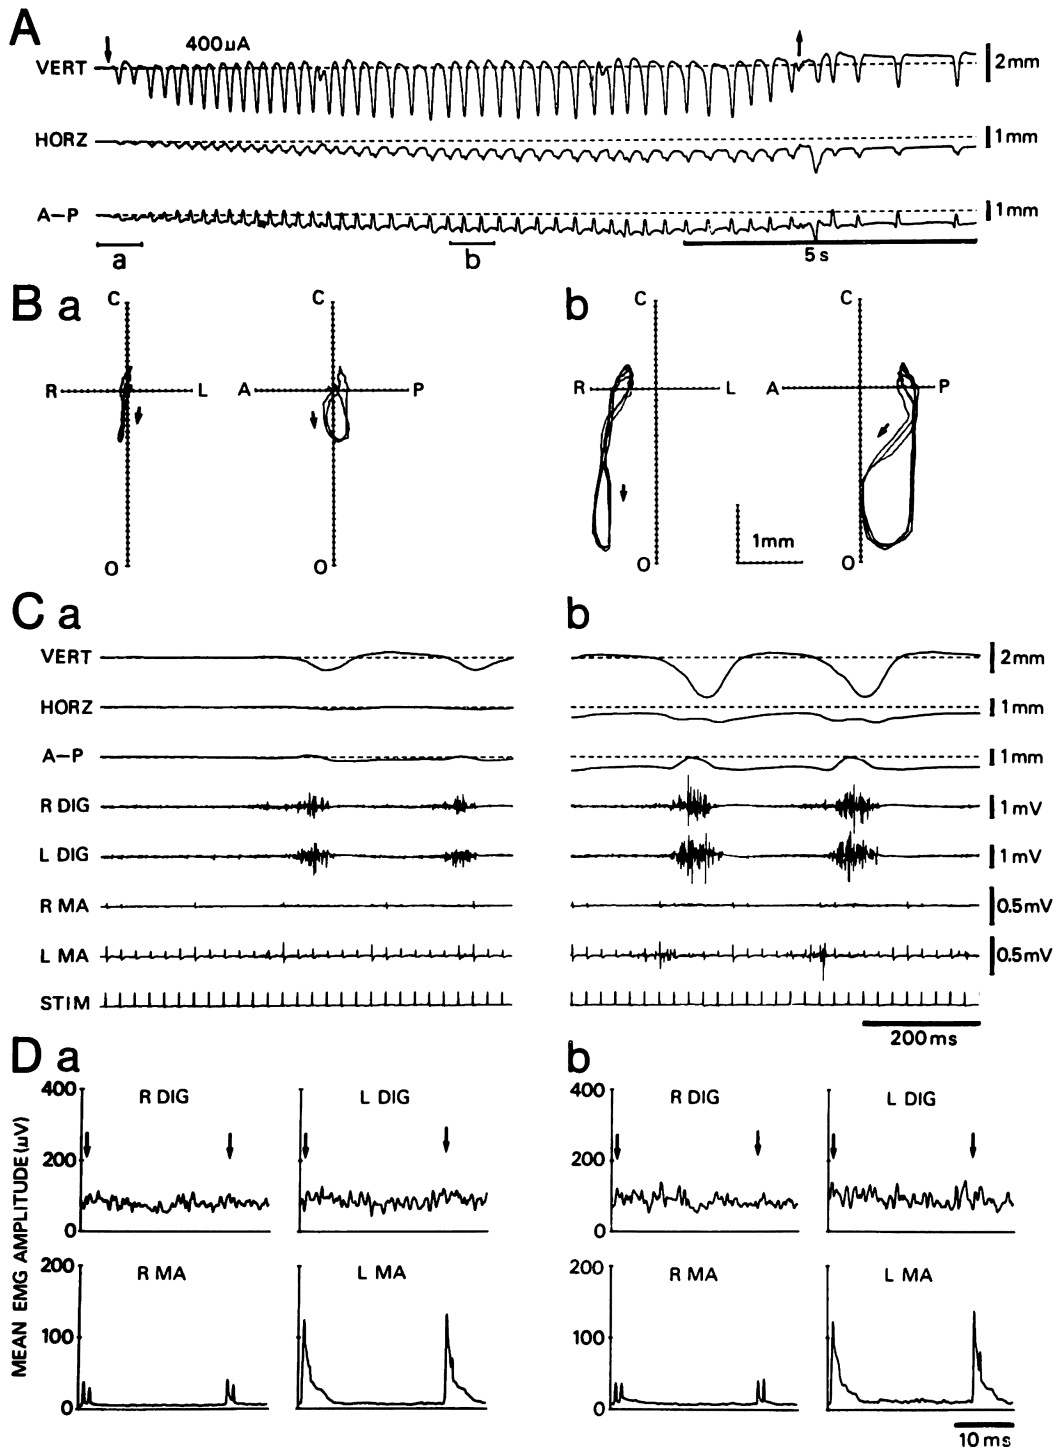 A
400µA
VERT
2mm
HORZ
1mm
A–P
1mm
a
b
5s
B a
b
C
C
C
C
R
L
A
P
R
L
A
P
1mm
O
O
O
O
C a
b
VERT
2mm
HORZ
1mm
A–P
1mm
R DIG
1mV
L DIG
1mV
R MA
0.5mV
L MA
0.5mV
STIM
200ms
D a
b
MEAN EMG AMPLITUDE (µV)
400
R DIG
L DIG
400
R DIG
L DIG
200
200
0
0
200
R MA
L MA
200
R MA
L MA
100
100
0
0
10 ms